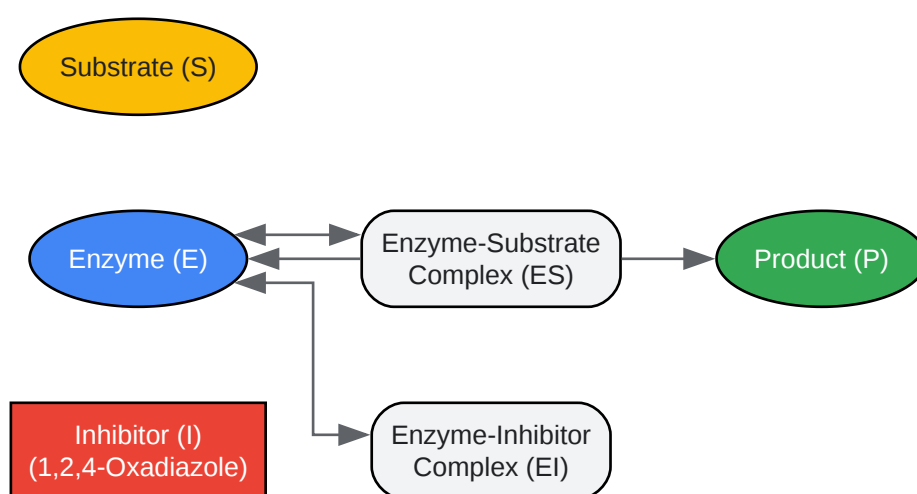 Substrate (S)
Enzyme (E)
Enzyme-Substrate
Complex (ES)
Product (P)
Inhibitor (I)
(1,2,4-Oxadiazole)
Enzyme-Inhibitor
Complex (EI)